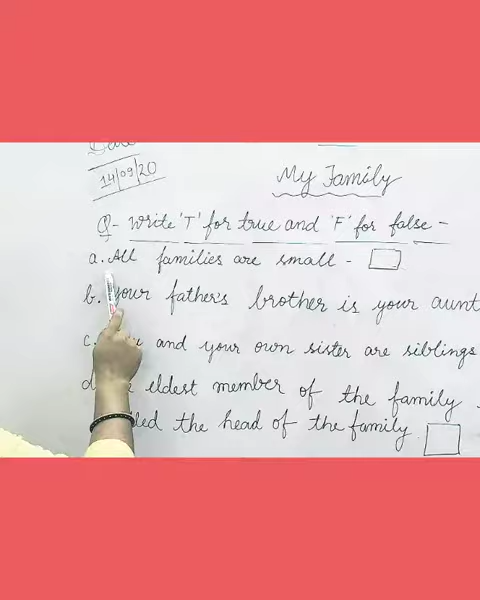 14/09/20
My Family
Q- Write 'T' for true and 'F' for false -
a. All families are small -
b. Your father's brother is your aunt
c. and your own sister are siblings
d. eldest member of the family -
the head of the family